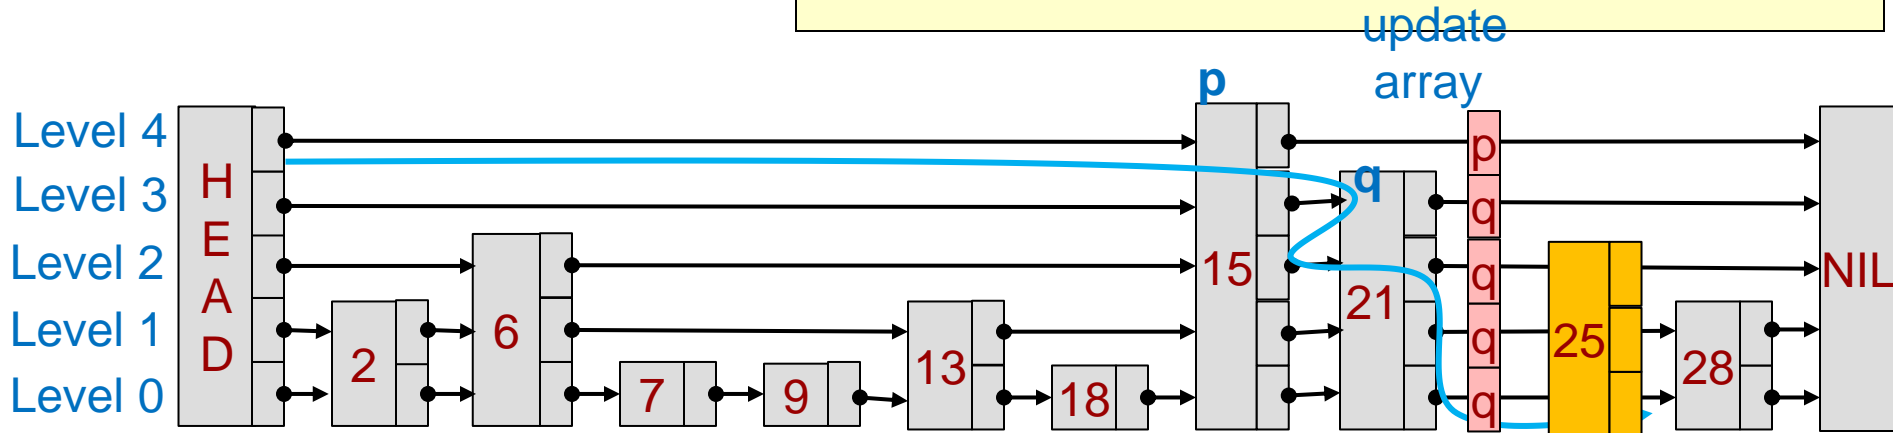 update
array
p
q
Level 4
Level 3
Level 2
Level 1
Level 0
H
E
A
D
2
6
7
9
13
18
15
21
p
q
q
q
q
25
28
NIL